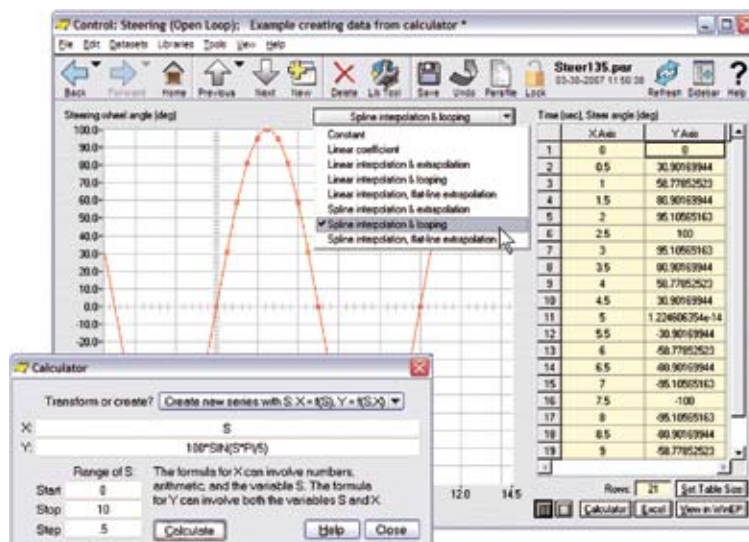 Control: Steering (Open Loop); Example creating data from calculator *
File Edit Datasets Libraries Tools View Help
Back Forward Home Previous Next New Delete Lib Tool Save Undo Parsfile Lock Refresh Sidebar Help
Steer135.par
03-30-2007 11:50:38
Steering wheel angle (deg)
Spline interpolation & looping
Time (sec), Steer angle (deg)
Constant
Linear coefficient
Linear interpolation & extrapolation
Linear interpolation & looping
Linear interpolation, flat-line extrapolation
Spline interpolation & extrapolation
Spline interpolation & looping
Spline interpolation, flat-line extrapolation
100.0
90.0
80.0
70.0
60.0
50.0
40.0
30.0
20.0
10.0
0.0
-10.0
-20.0
12.0 14.5
X Axis Y Axis
1 0 0
2 0.5 30.90169944
3 1 58.77852523
4 1.5 80.90169944
5 2 95.10565163
6 2.5 100
7 3 95.10565163
8 3.5 80.90169944
9 4 58.77852523
10 4.5 30.90169944
11 5 1.224606354e-14
12 5.5 -30.90169944
13 6 -58.77852523
14 6.5 -80.90169944
15 7 -95.10565163
16 7.5 -100
17 8 -95.10565163
18 8.5 -80.90169944
19 9 -58.77852523
Rows: 21 Set Table Size
Calculator Excel View in WinEP
Calculator
Transform or create? Create new series with S: X = f(S), Y = f(S,X)
X: S
Y: 100*SIN(S*PI/5)
Range of S:
Start 0
Stop 10
Step .5
The formula for X can involve numbers,
arithmetic, and the variable S. The formula
for Y can involve both the variables S and X.
Calculate Help Close